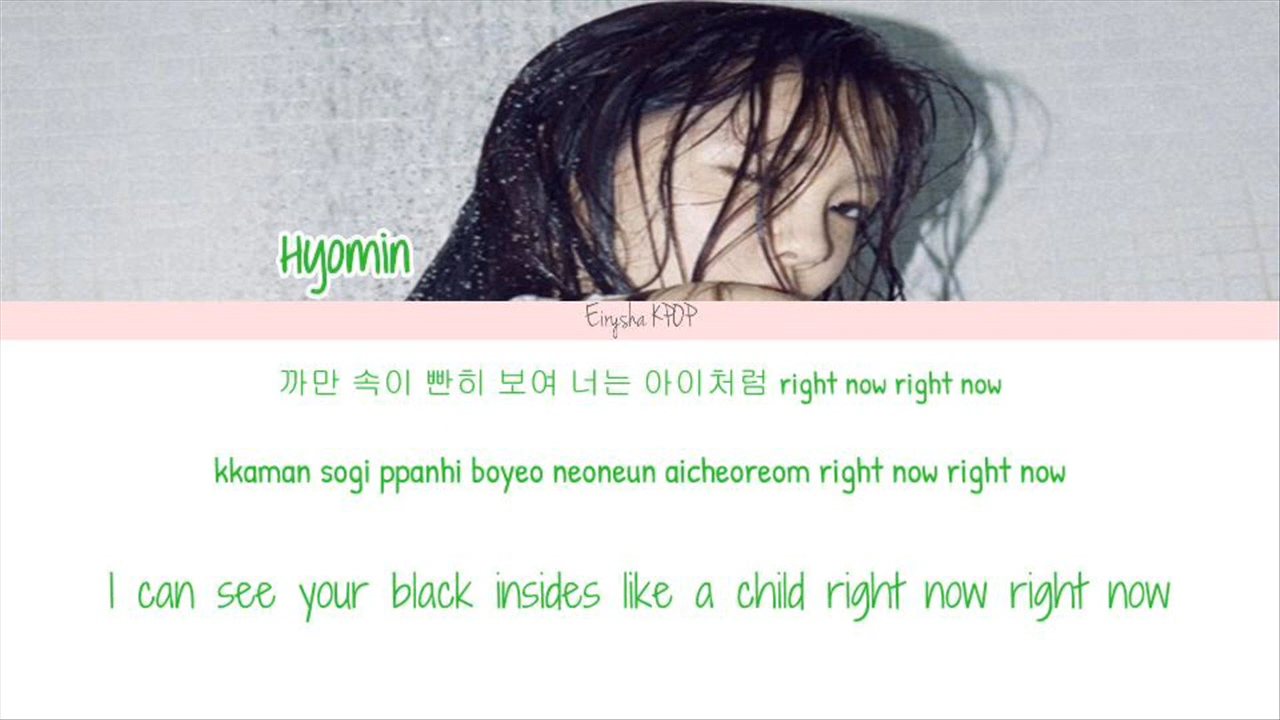 Hyomin
Eirysha KPOP
까만 속이 빤히 보여 너는 아이처럼 right now right now
kkaman sogi ppanhi boyeo neoneun aicheoreom right now right now
I can see your black insides like a child right now right now